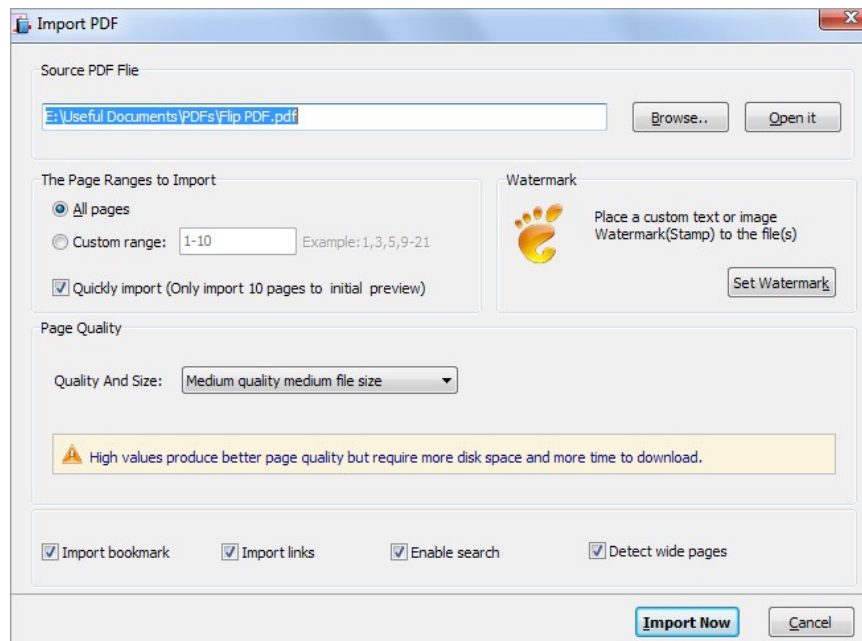 Import PDF
Source PDF Flie
E:\Useful Documents\PDFs\Flip PDF.pdf
Browse..
Open it
The Page Ranges to Import
All pages
Custom range:
1-10
Example:1,3,5,9-21
Quickly import (Only import 10 pages to initial preview)
Watermark
Place a custom text or image
Watermark(Stamp) to the file(s)
Set Watermark
Page Quality
Quality And Size:
Medium quality medium file size
High values produce better page quality but require more disk space and more time to download.
Import bookmark
Import links
Enable search
Detect wide pages
Import Now
Cancel